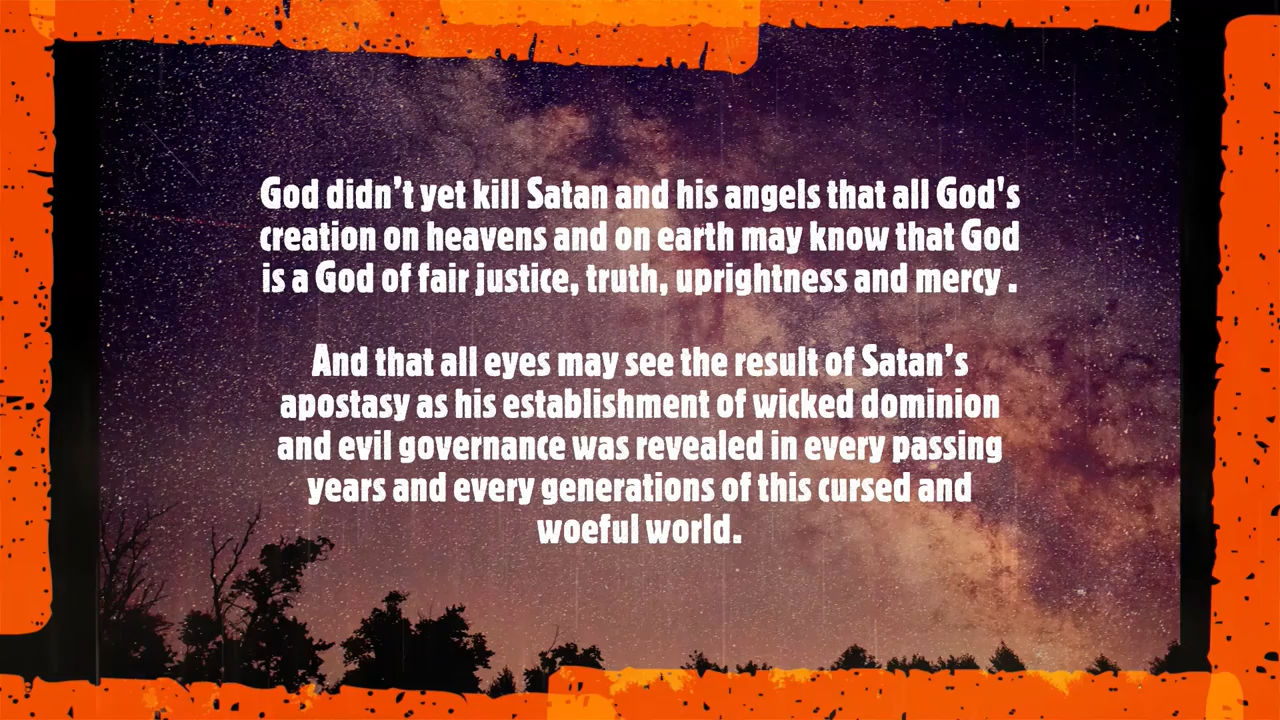 God didn’t yet kill Satan and his angels that all God's
creation on heavens and on earth may know that God
is a God of fair justice, truth, uprightness and mercy .
And that all eyes may see the result of Satan’s
apostasy as his establishment of wicked dominion
and evil governance was revealed in every passing
years and every generations of this cursed and
woeful world.